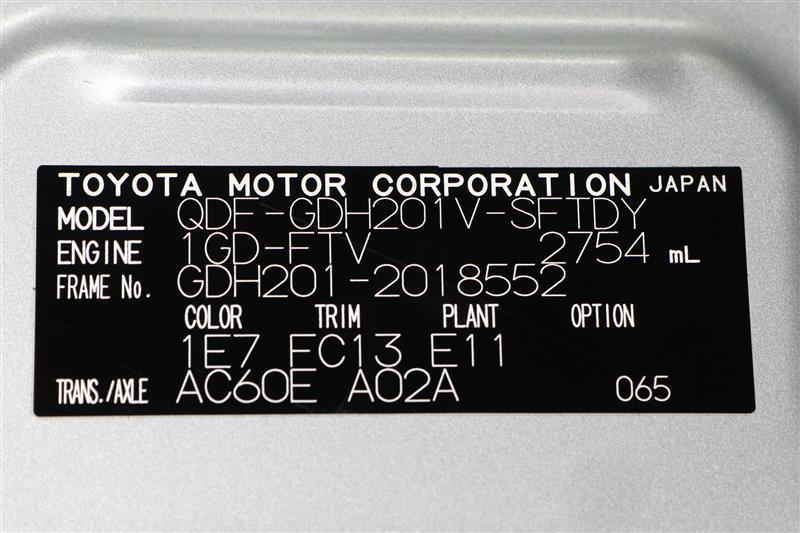 TOYOTA MOTOR CORPORATION JAPAN
MODEL QDF-GDH201V-SFTDY
ENGINE 1GD-FTV 2754 mL
FRAME No. GDH201-2018552
COLOR TRIM PLANT OPTION
1E7 FC13 E11
TRANS./AXLE AC60E A02A 065